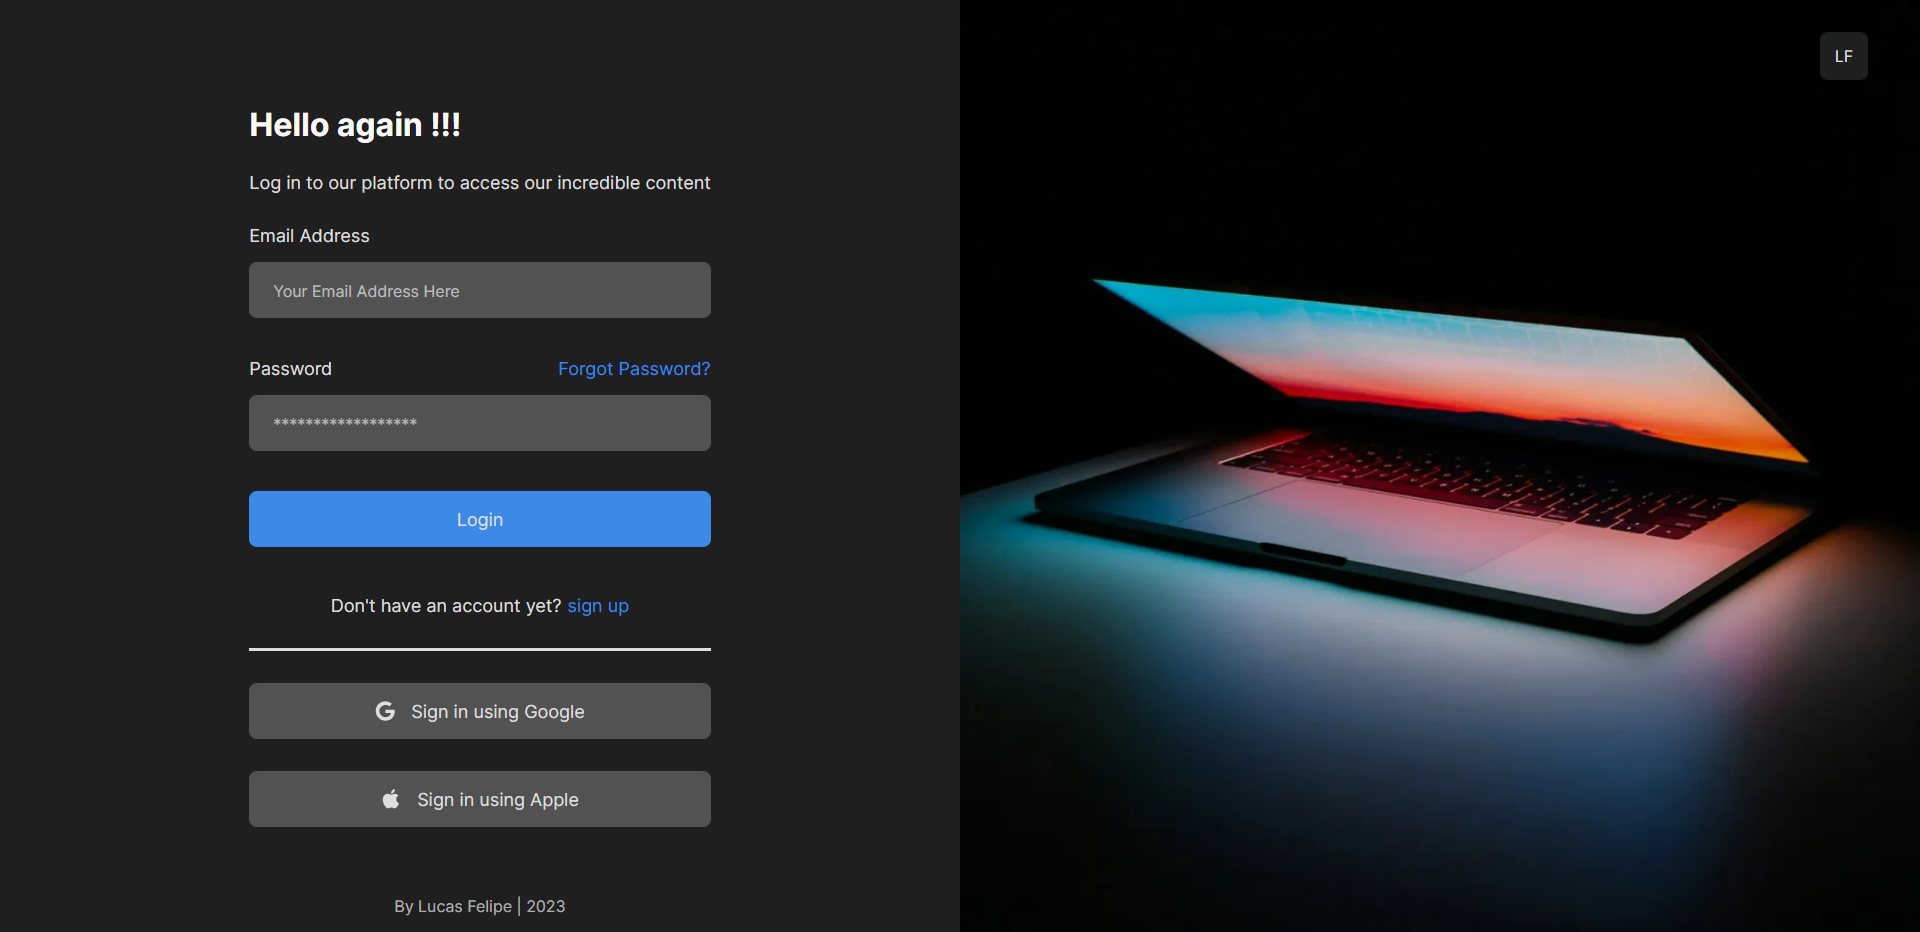 LF
Hello again !!!
Log in to our platform to access our incredible content
Email Address
Your Email Address Here
Password
Forgot Password?
******************
Login
Don't have an account yet? sign up
Sign in using Google
Sign in using Apple
By Lucas Felipe | 2023